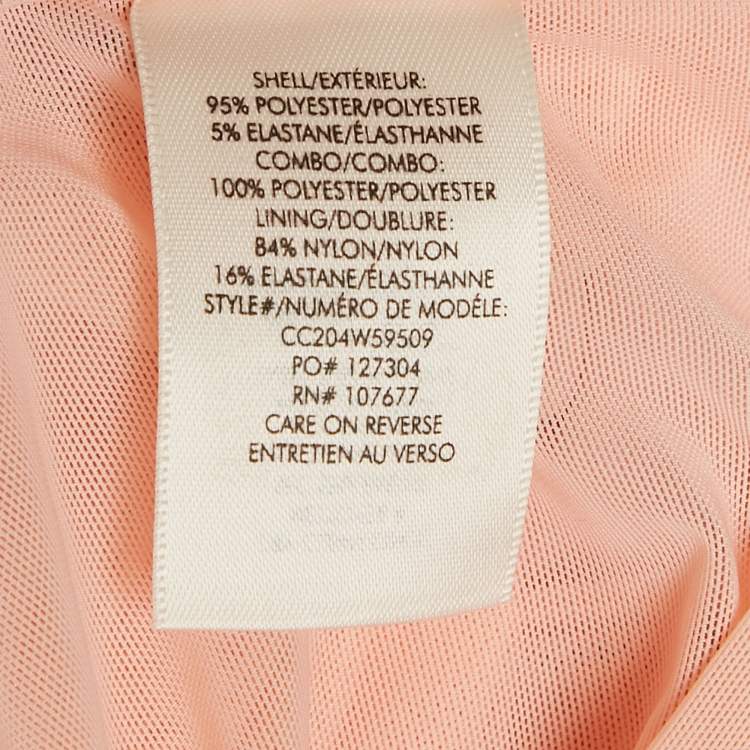 SHELL/EXTÉRIEUR:
95% POLYESTER/POLYESTER
5% ELASTANE/ÉLASTHANNE
COMBO/COMBO:
100% POLYESTER/POLYESTER
LINING/DOUBLURE:
84% NYLON/NYLON
16% ELASTANE/ÉLASTHANNE
STYLE#/NUMÉRO DE MODÉLE:
CC204W59509
PO# 127304
RN# 107677
CARE ON REVERSE
ENTRETIEN AU VERSO